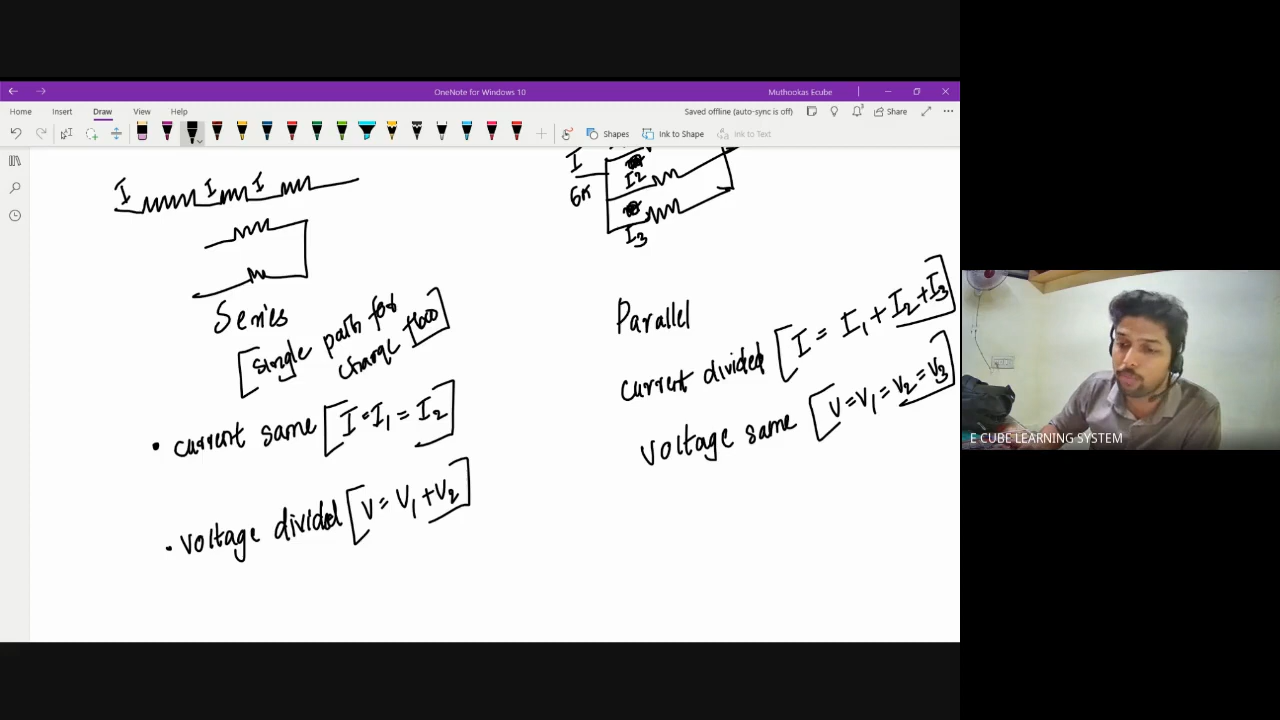 OneNote for Windows 10
Muthookas Ecube
Home Insert Draw View Help
Saved offline (auto-sync is off)
Share
Shapes
Ink to Shape
Ink to Text
I I I
Series
[single path for
charge flow]
• current same [I = I1 = I2]
• voltage divided [V = V1 + V2]
I
I2
I3
Parallel
current divided [I = I1 + I2 + I3]
voltage same [V = V1 = V2 = V3]
E CUBE LEARNING SYSTEM